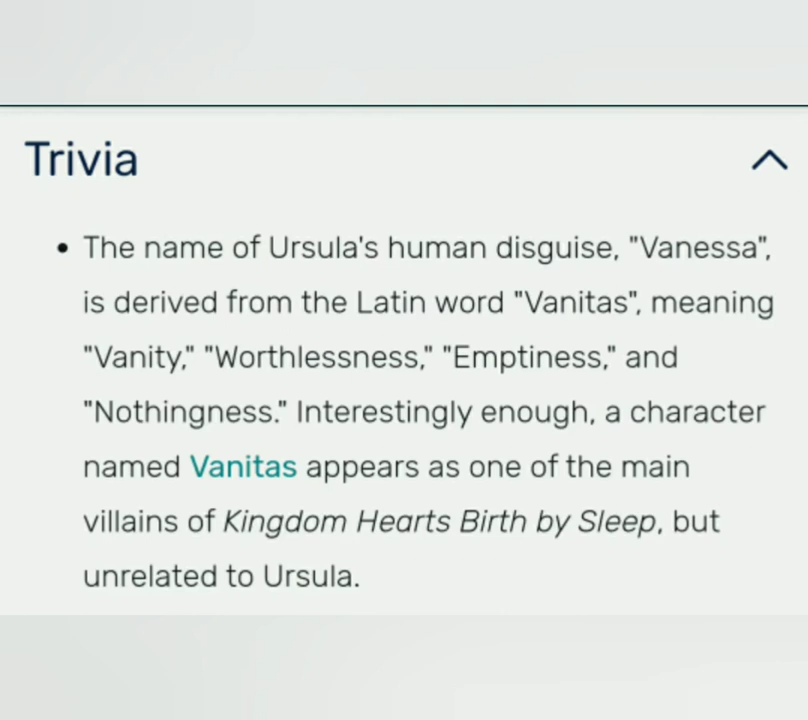 Trivia
• The name of Ursula's human disguise, "Vanessa",
is derived from the Latin word "Vanitas", meaning
"Vanity," "Worthlessness," "Emptiness," and
"Nothingness." Interestingly enough, a character
named Vanitas appears as one of the main
villains of Kingdom Hearts Birth by Sleep, but
unrelated to Ursula.